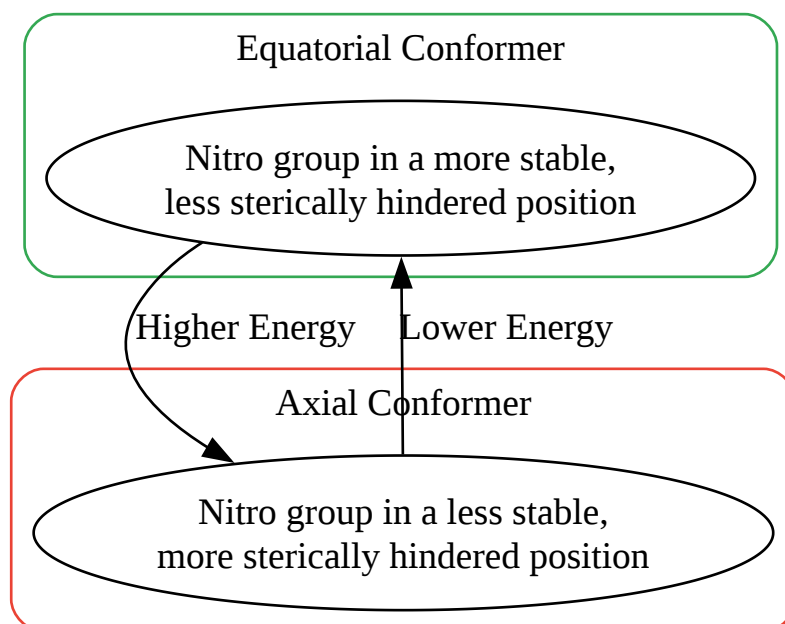 Equatorial Conformer
Nitro group in a more stable,
less sterically hindered position
Higher Energy
Lower Energy
Axial Conformer
Nitro group in a less stable,
more sterically hindered position